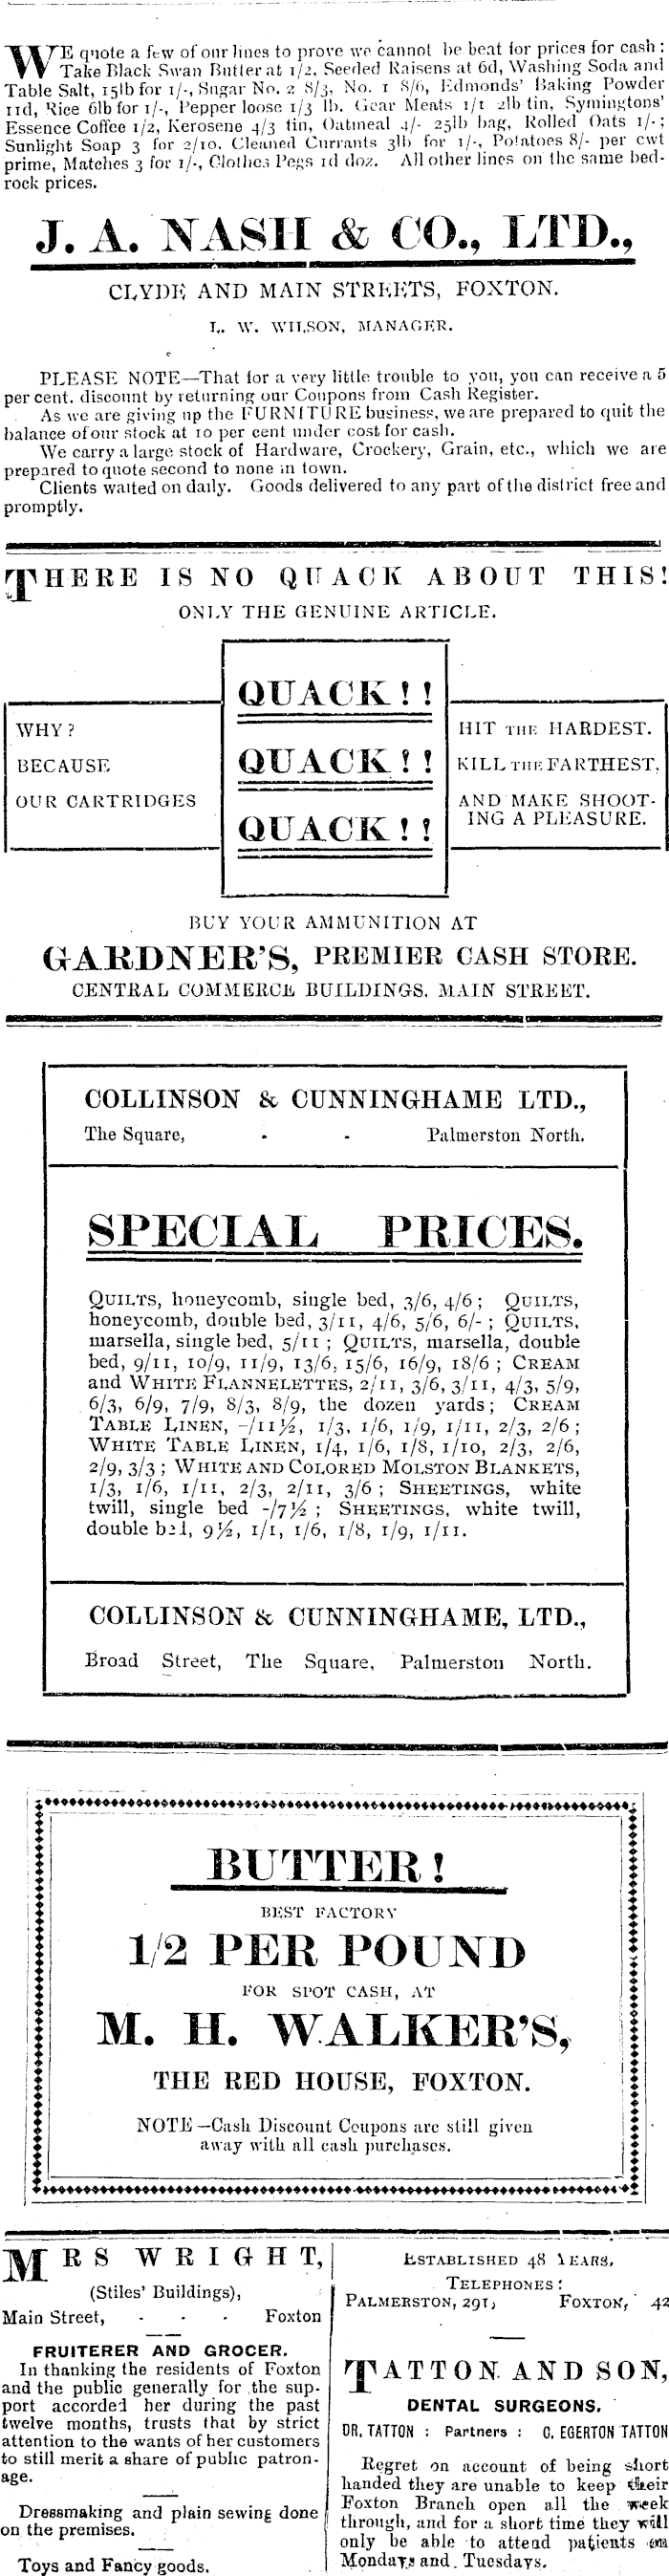 WE quote a few of our lines to prove we cannot be beat for prices for cash:
Take Black Swan Butter at 1/2, Seeded Raisens at 6d, Washing Soda and
Table Salt, 15lb for 1/-, Sugar No. 2 8/3, No. 1 8/6, Edmonds' Baking Powder
11d, Rice 6lb for 1/-, Pepper loose 1/3 lb. Gear Meats 1/1 2lb tin, Symingtons'
Essence Coffee 1/2, Kerosene 4/3 tin, Oatmeal 4/- 25lb bag, Rolled Oats 1/-;
Sunlight Soap 3 for 2/10. Cleaned Currants 3lb for 1/-, Potatoes 8/- per cwt
prime, Matches 3 for 1/-, Clothes Pegs 1d doz. All other lines on the same bed-
rock prices.
J. A. NASH & CO., LTD.,
CLYDE AND MAIN STREETS, FOXTON.
L. W. WILSON, MANAGER.
PLEASE NOTE—That for a very little trouble to you, you can receive a 5
per cent. discount by returning our Coupons from Cash Register.
As we are giving up the FURNITURE business, we are prepared to quit the
balance of our stock at 10 per cent under cost for cash.
We carry a large stock of Hardware, Crockery, Grain, etc., which we are
prepared to quote second to none in town.
Clients waited on daily. Goods delivered to any part of the district free and
promptly.
THERE IS NO QUACK ABOUT THIS!
ONLY THE GENUINE ARTICLE.
WHY?
BECAUSE
OUR CARTRIDGES
QUACK!!
QUACK!!
QUACK!!
HIT THE HARDEST.
KILL THE FARTHEST.
AND MAKE SHOOT-
ING A PLEASURE.
BUY YOUR AMMUNITION AT
GARDNER'S, PREMIER CASH STORE.
CENTRAL COMMERCE BUILDINGS. MAIN STREET.
COLLINSON & CUNNINGHAME LTD.,
The Square, - - Palmerston North.
SPECIAL PRICES.
QUILTS, honeycomb, single bed, 3/6, 4/6; QUILTS,
honeycomb, double bed, 3/11, 4/6, 5/6, 6/-; QUILTS,
marsella, single bed, 5/11; QUILTS, marsella, double
bed, 9/11, 10/9, 11/9, 13/6, 15/6, 16/9, 18/6; CREAM
and WHITE FLANNELETTES, 2/11, 3/6, 3/11, 4/3, 5/9,
6/3, 6/9, 7/9, 8/3, 8/9, the dozen yards; CREAM
TABLE LINEN, -/11½, 1/3, 1/6, 1/9, 1/11, 2/3, 2/6;
WHITE TABLE LINEN, 1/4, 1/6, 1/8, 1/10, 2/3, 2/6,
2/9, 3/3; WHITE AND COLORED MOLSTON BLANKETS,
1/3, 1/6, 1/11, 2/3, 2/11, 3/6; SHEETINGS, white
twill, single bed -/7½; SHEETINGS, white twill,
double bed, 9½, 1/1, 1/6, 1/8, 1/9, 1/11.
COLLINSON & CUNNINGHAME, LTD.,
Broad Street, The Square, Palmerston North.
BUTTER!
BEST FACTORY
1/2 PER POUND
FOR SPOT CASH, AT
M. H. WALKER'S,
THE RED HOUSE, FOXTON.
NOTE—Cash Discount Coupons are still given
away with all cash purchases.
MRS WRIGHT,
(Stiles' Buildings),
Main Street, - - - Foxton
FRUITERER AND GROCER.
In thanking the residents of Foxton
and the public generally for the sup-
port accorded her during the past
twelve months, trusts that by strict
attention to the wants of her customers
to still merit a share of public patron-
age.
Dressmaking and plain sewing done
on the premises.
Toys and Fancy goods.
ESTABLISHED 48 YEARS,
TELEPHONES:
PALMERSTON, 291, FOXTON, 42
TATTON AND SON,
DENTAL SURGEONS.
DR. TATTON : Partners : C. EGERTON TATTON
Regret on account of being short
handed they are unable to keep their
Foxton Branch open all the week
through, and for a short time they will
only be able to attend patients on
Mondays and Tuesdays.